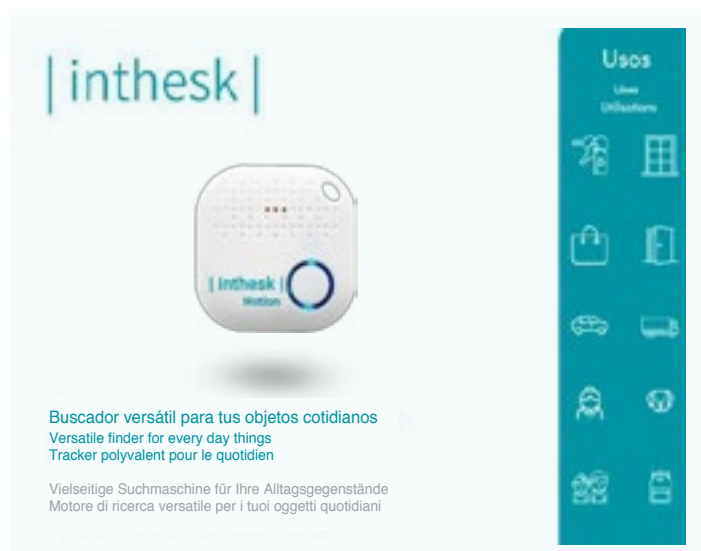 | inthesk |
Usos
Uses
Utilisations
| inthesk |
Motion
Buscador versátil para tus objetos cotidianos
Versatile finder for every day things
Tracker polyvalent pour le quotidien
Vielseitige Suchmaschine für Ihre Alltagsgegenstände
Motore di ricerca versatile per i tuoi oggetti quotidiani